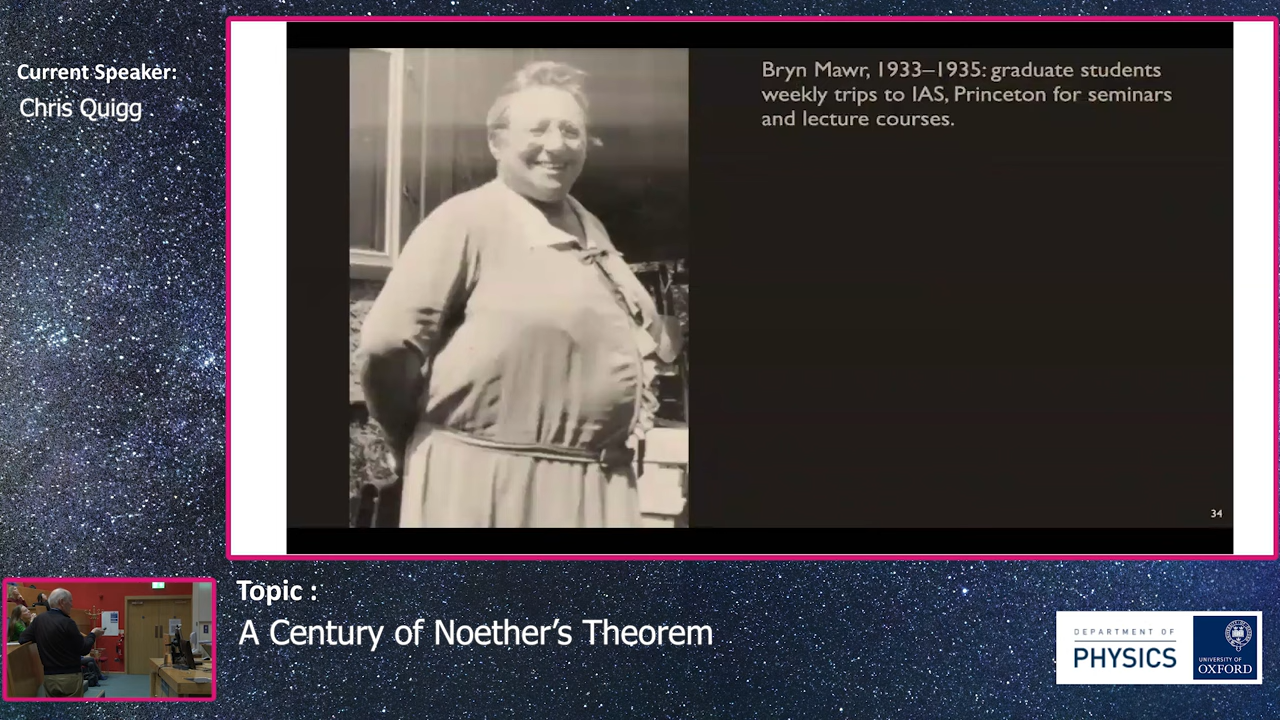 Current Speaker:
Chris Quigg
Bryn Mawr, 1933–1935: graduate students
weekly trips to IAS, Princeton for seminars
and lecture courses.
34
Topic :
A Century of Noether's Theorem
DEPARTMENT OF
PHYSICS
UNIVERSITY OF
OXFORD